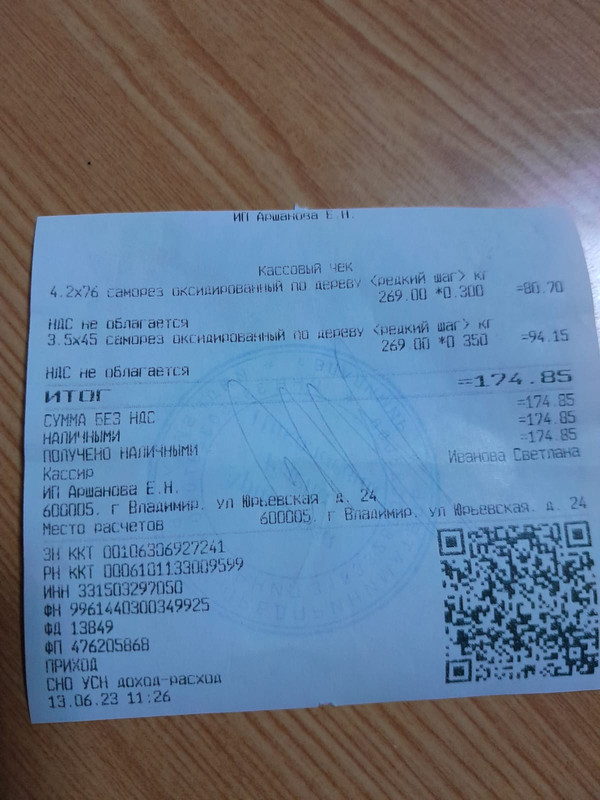 ИП Аршанова Е.Н.
Кассовый чек
4.2х76 саморез оксидированный по дереву <редкий шаг> кг
269.00 *0.300 =80.70
НДС не облагается
3.5х45 саморез оксидированный по дереву <редкий шаг> кг
269.00 *0.350 =94.15
НДС не облагается
ИТОГ =174.85
СУММА БЕЗ НДС =174.85
НАЛИЧНЫМИ =174.85
ПОЛУЧЕНО НАЛИЧНЫМИ =174.85
Кассир Иванова Светлана
ИП Аршанова Е.Н.
600005. г Владимир. ул Юрьевская д. 24
Место расчетов 600005. г Владимир. ул Юрьевская. д. 24
ЗН ККТ 00106306927241
РН ККТ 0006101133009599
ИНН 331503297050
ФН 9961440300349925
ФД 13849
ФП 476205868
ПРИХОД
СНО УСН доход-расход
13.06.23 11:26